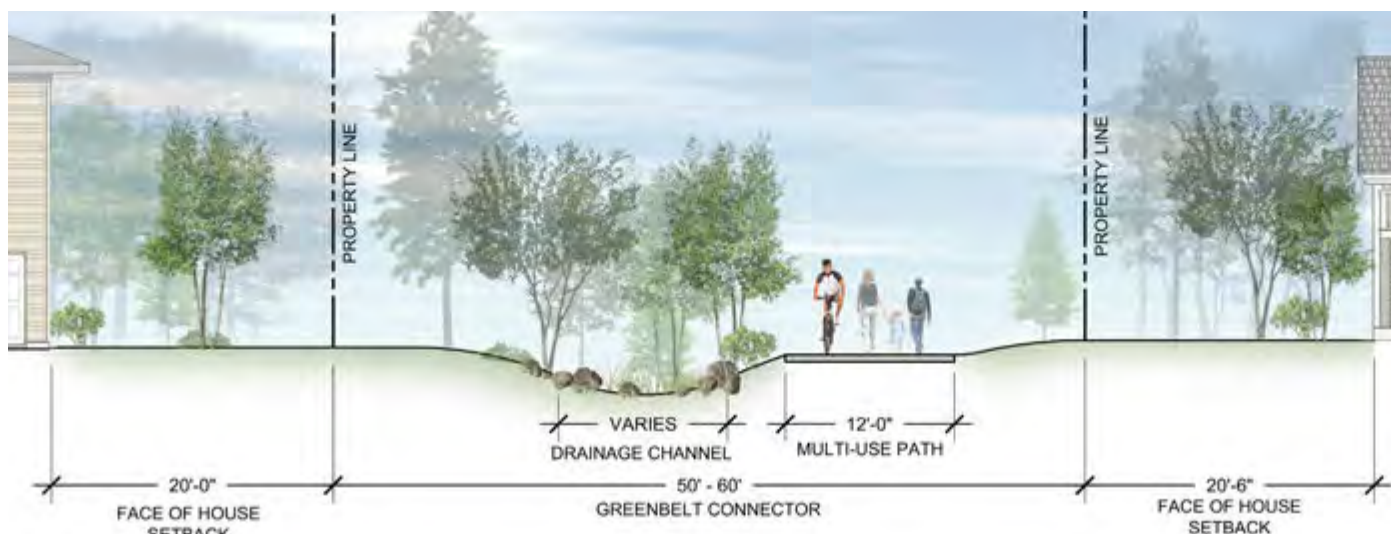 PROPERTY LINE
PROPERTY LINE
VARIES
DRAINAGE CHANNEL
12'-0"
MULTI-USE PATH
20'-0"
FACE OF HOUSE
SETBACK
50' - 60'
GREENBELT CONNECTOR
20'-6"
FACE OF HOUSE
SETBACK